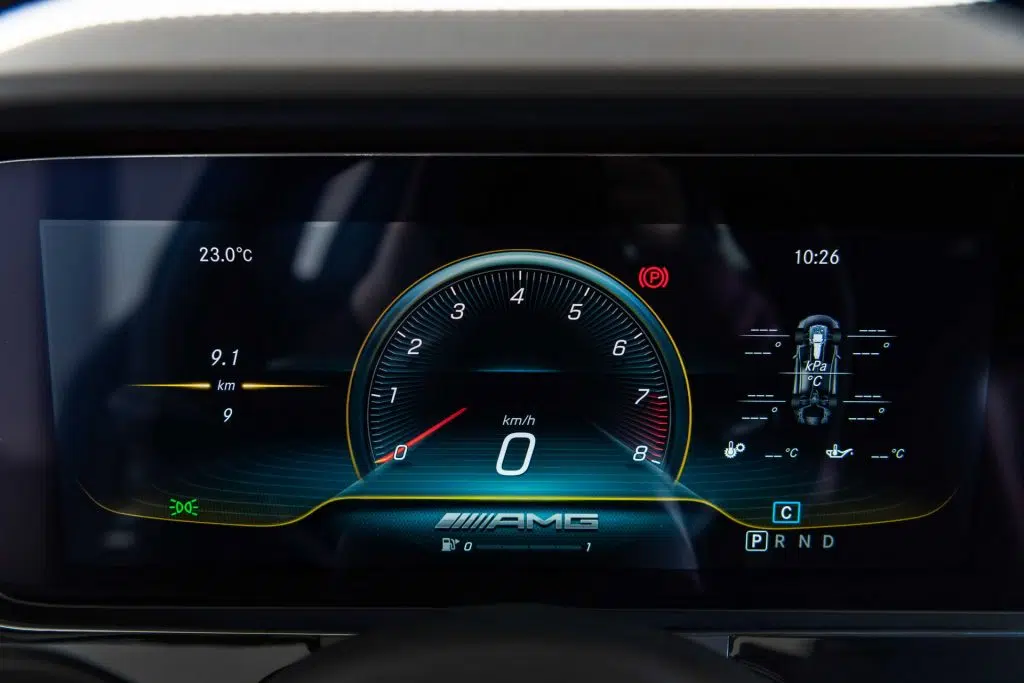 23.0°C
10:26
9.1
km
9
0
1
2
3
4
5
6
7
8
km/h
0
P
--- ---
° °
--- ---
kPa
°C
--- ---
° °
--- ---
-- °C
-- °C
AMG
0 1
C
P R N D